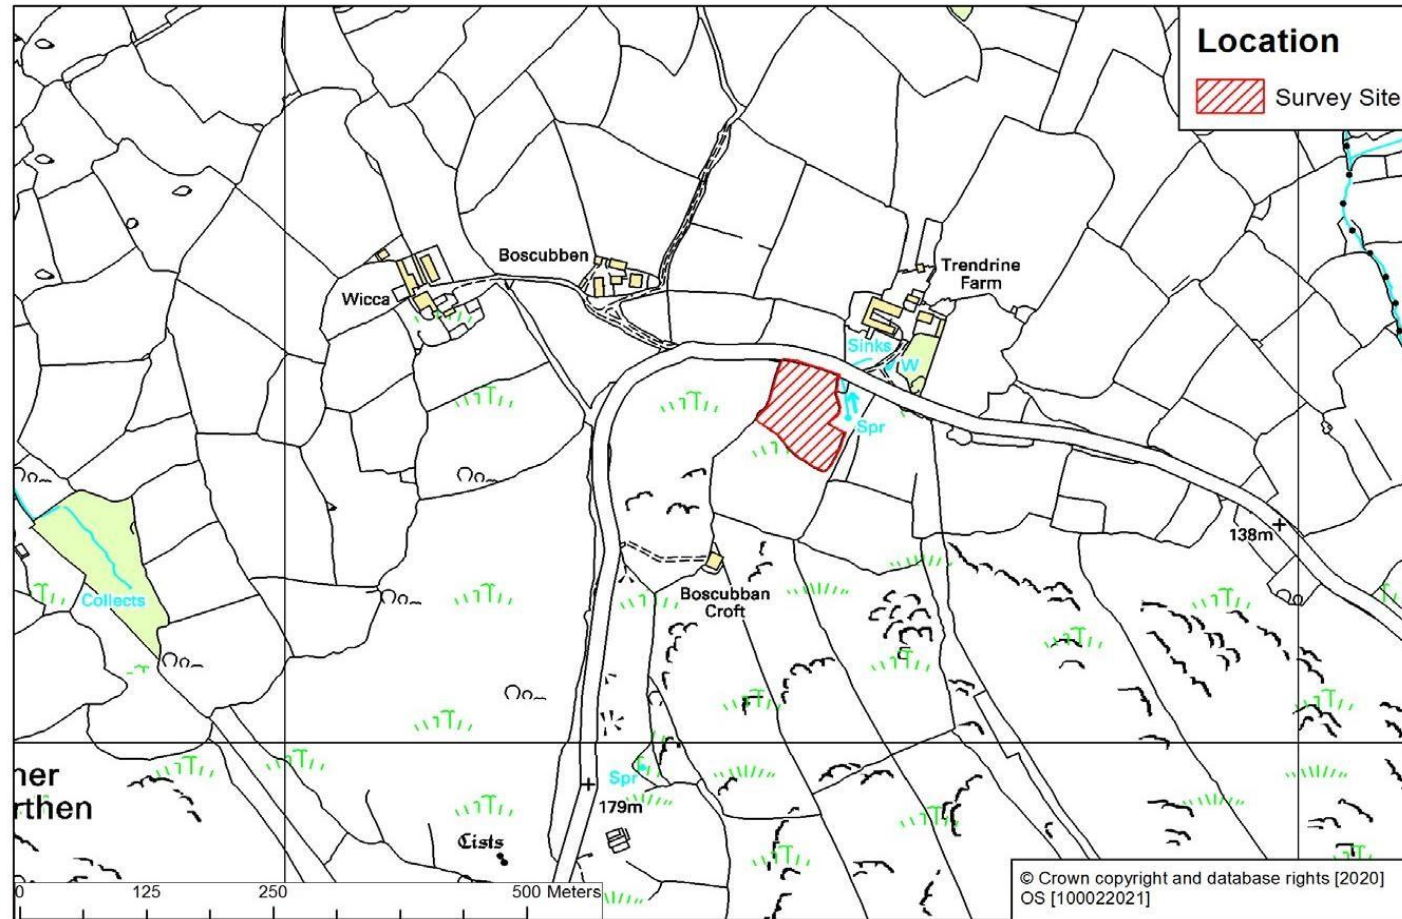 Location
Survey Site
Boscubben
Trendrine
Farm
Wicca
Sinks
W
Spr
138m
Collects
Boscubban
Croft
ner
rthen
Spr
179m
Cists
0 125 250 500 Meters
© Crown copyright and database rights [2020]
OS [100022021]